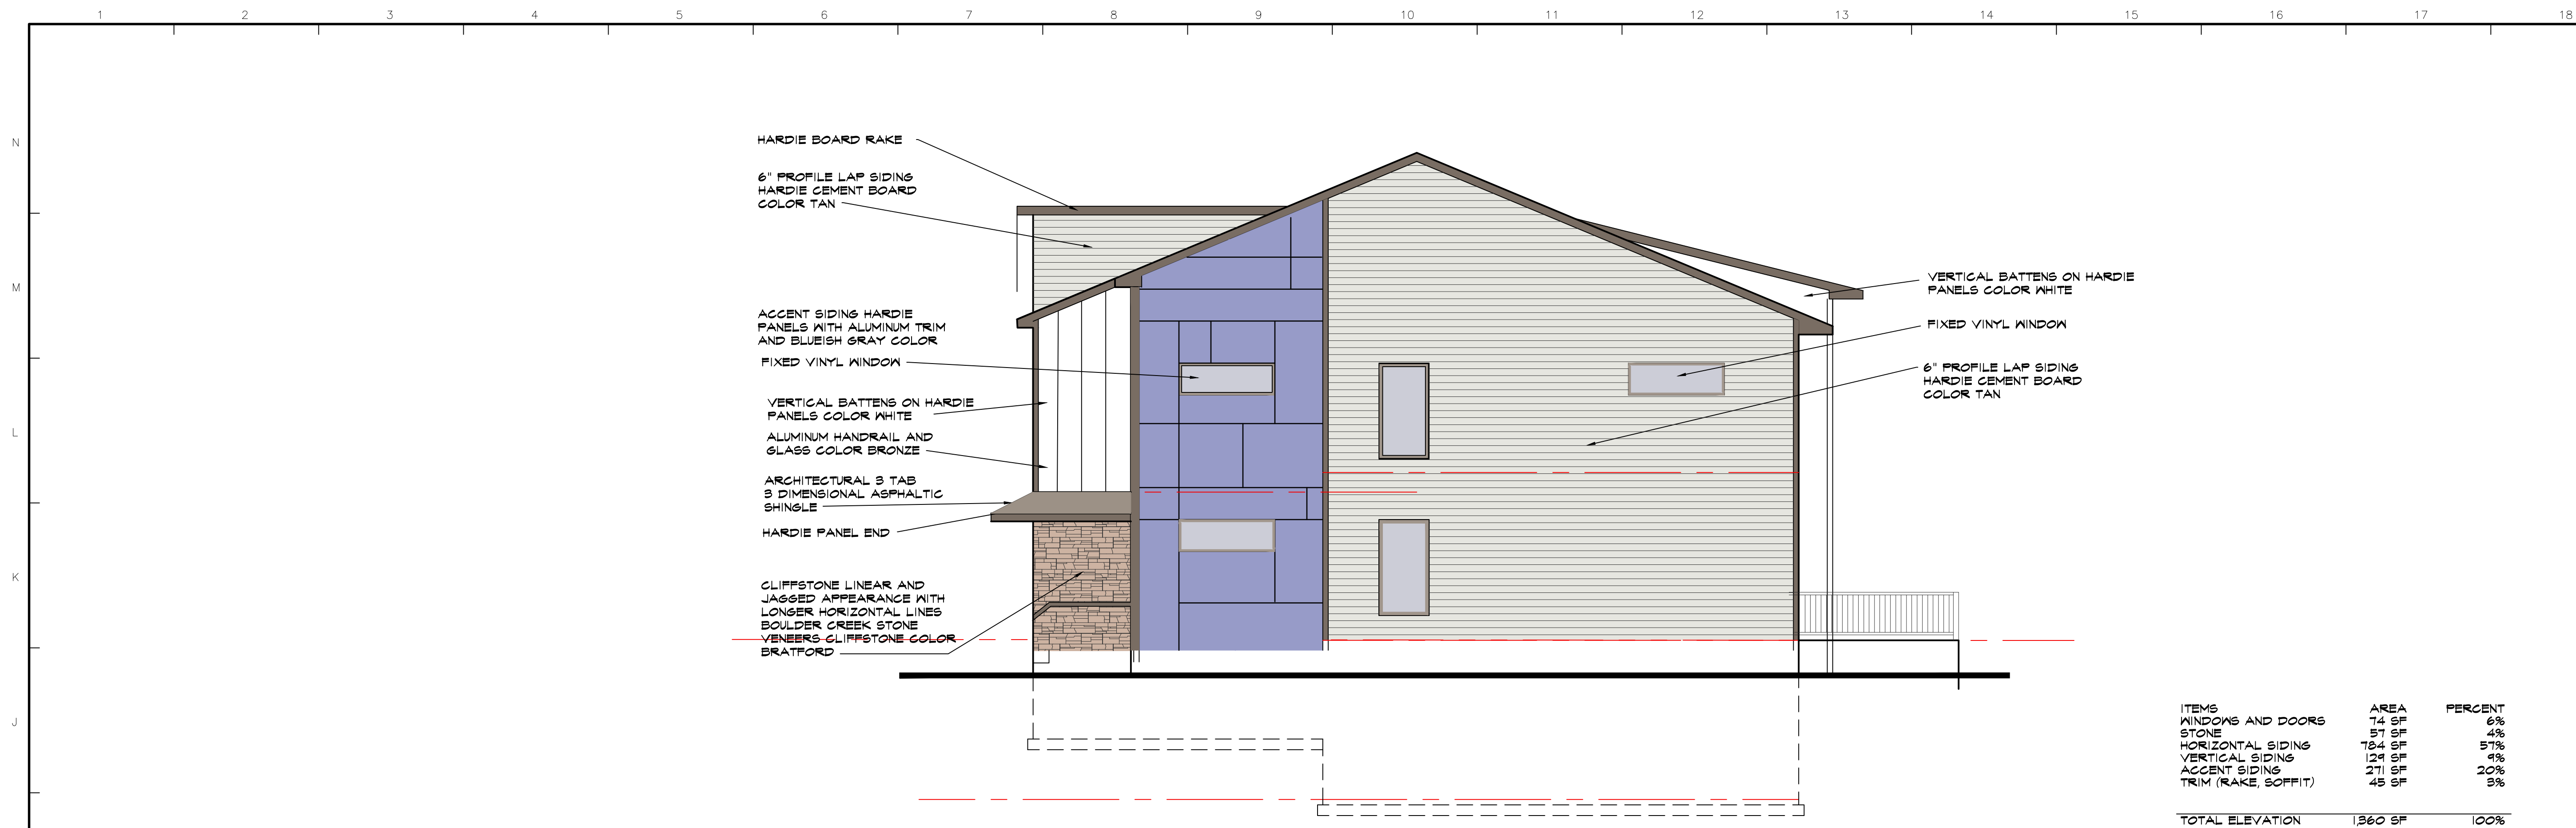 1 2 3 4 5 6 7 8 9 10 11 12 13 14 15 16 17 18
N
M
L
K
J
HARDIE BOARD RAKE
6" PROFILE LAP SIDING
HARDIE CEMENT BOARD
COLOR TAN
ACCENT SIDING HARDIE
PANELS WITH ALUMINUM TRIM
AND BLUEISH GRAY COLOR
FIXED VINYL WINDOW
VERTICAL BATTENS ON HARDIE
PANELS COLOR WHITE
ALUMINUM HANDRAIL AND
GLASS COLOR BRONZE
ARCHITECTURAL 3 TAB
3 DIMENSIONAL ASPHALTIC
SHINGLE
HARDIE PANEL END
CLIFFSTONE LINEAR AND
JAGGED APPEARANCE WITH
LONGER HORIZONTAL LINES
BOULDER CREEK STONE
VENEERS CLIFFSTONE COLOR
BRATFORD
VERTICAL BATTENS ON HARDIE
PANELS COLOR WHITE
FIXED VINYL WINDOW
6" PROFILE LAP SIDING
HARDIE CEMENT BOARD
COLOR TAN
ITEMS AREA PERCENT
WINDOWS AND DOORS 74 SF 6%
STONE 57 SF 4%
HORIZONTAL SIDING 784 SF 57%
VERTICAL SIDING 129 SF 9%
ACCENT SIDING 271 SF 20%
TRIM (RAKE, SOFFIT) 45 SF 3%
TOTAL ELEVATION 1,360 SF 100%